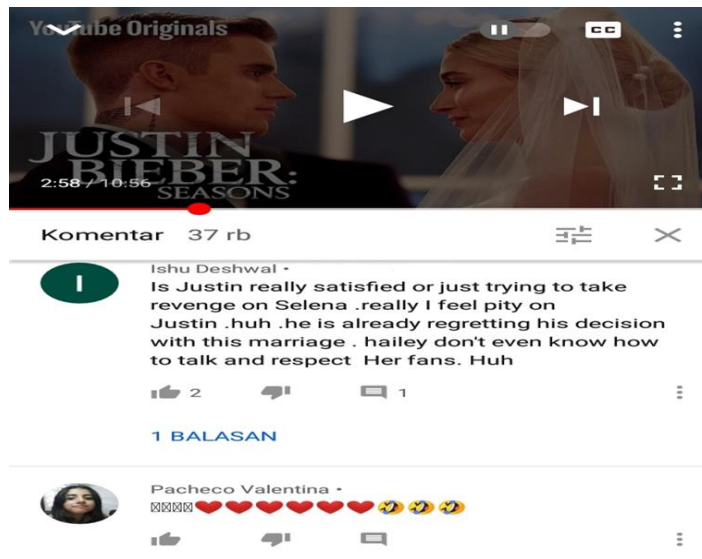 YouTube Originals
CC
JUSTIN
BIEBER:
2:58 / 10:56
SEASONS
Komentar 37 rb
I
Ishu Deshwal •
Is Justin really satisfied or just trying to take
revenge on Selena .really I feel pity on
Justin .huh .he is already regretting his decision
with this marriage . hailey don't even know how
to talk and respect Her fans. Huh
2 1
1 BALASAN
Pacheco Valentina •
❤️❤️❤️❤️❤️❤️🤣🤣🤣